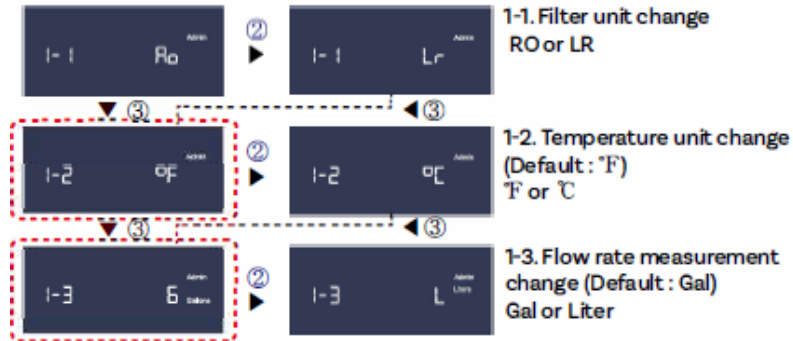 1-1 Ro Admin ② ▶ 1-1 Lr Admin
1-1. Filter unit change
RO or LR
▼ ③ ◀ ③
1-2 °F Admin ② ▶ 1-2 °C Admin
1-2. Temperature unit change
(Default : °F)
°F or °C
▼ ③ ◀ ③
1-3 G Admin Gallons ② ▶ 1-3 L Admin Liters
1-3. Flow rate measurement
change (Default : Gal)
Gal or Liter